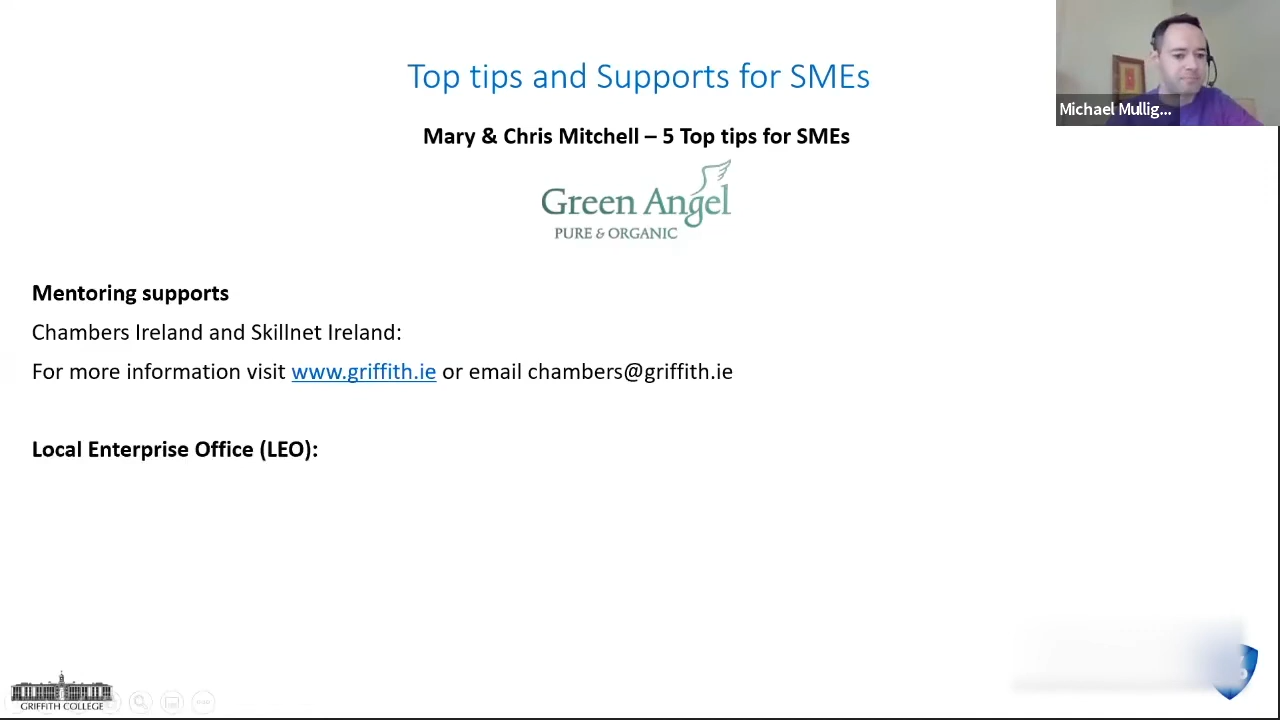 Top tips and Supports for SMEs
Michael Mullig...
Mary & Chris Mitchell – 5 Top tips for SMEs
Green Angel
PURE & ORGANIC
Mentoring supports
Chambers Ireland and Skillnet Ireland:
For more information visit www.griffith.ie or email chambers@griffith.ie
Local Enterprise Office (LEO):
GRIFFITH COLLEGE